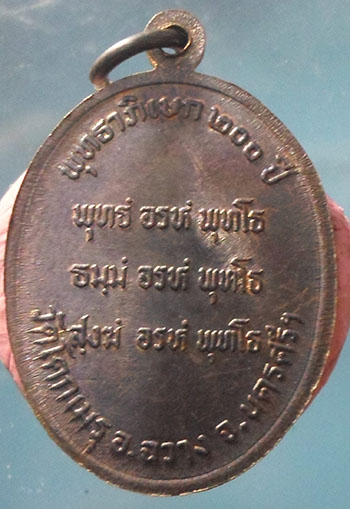 พุทธาภิเษก ๒๐๐ ปี
พุทธํ อรหํ พุทโธ
ธมฺมํ อรหํ พุทโธ
สงฺฆํ อรหํ พุทโธ
อ.ฉวาง จ.นครศรีฯ